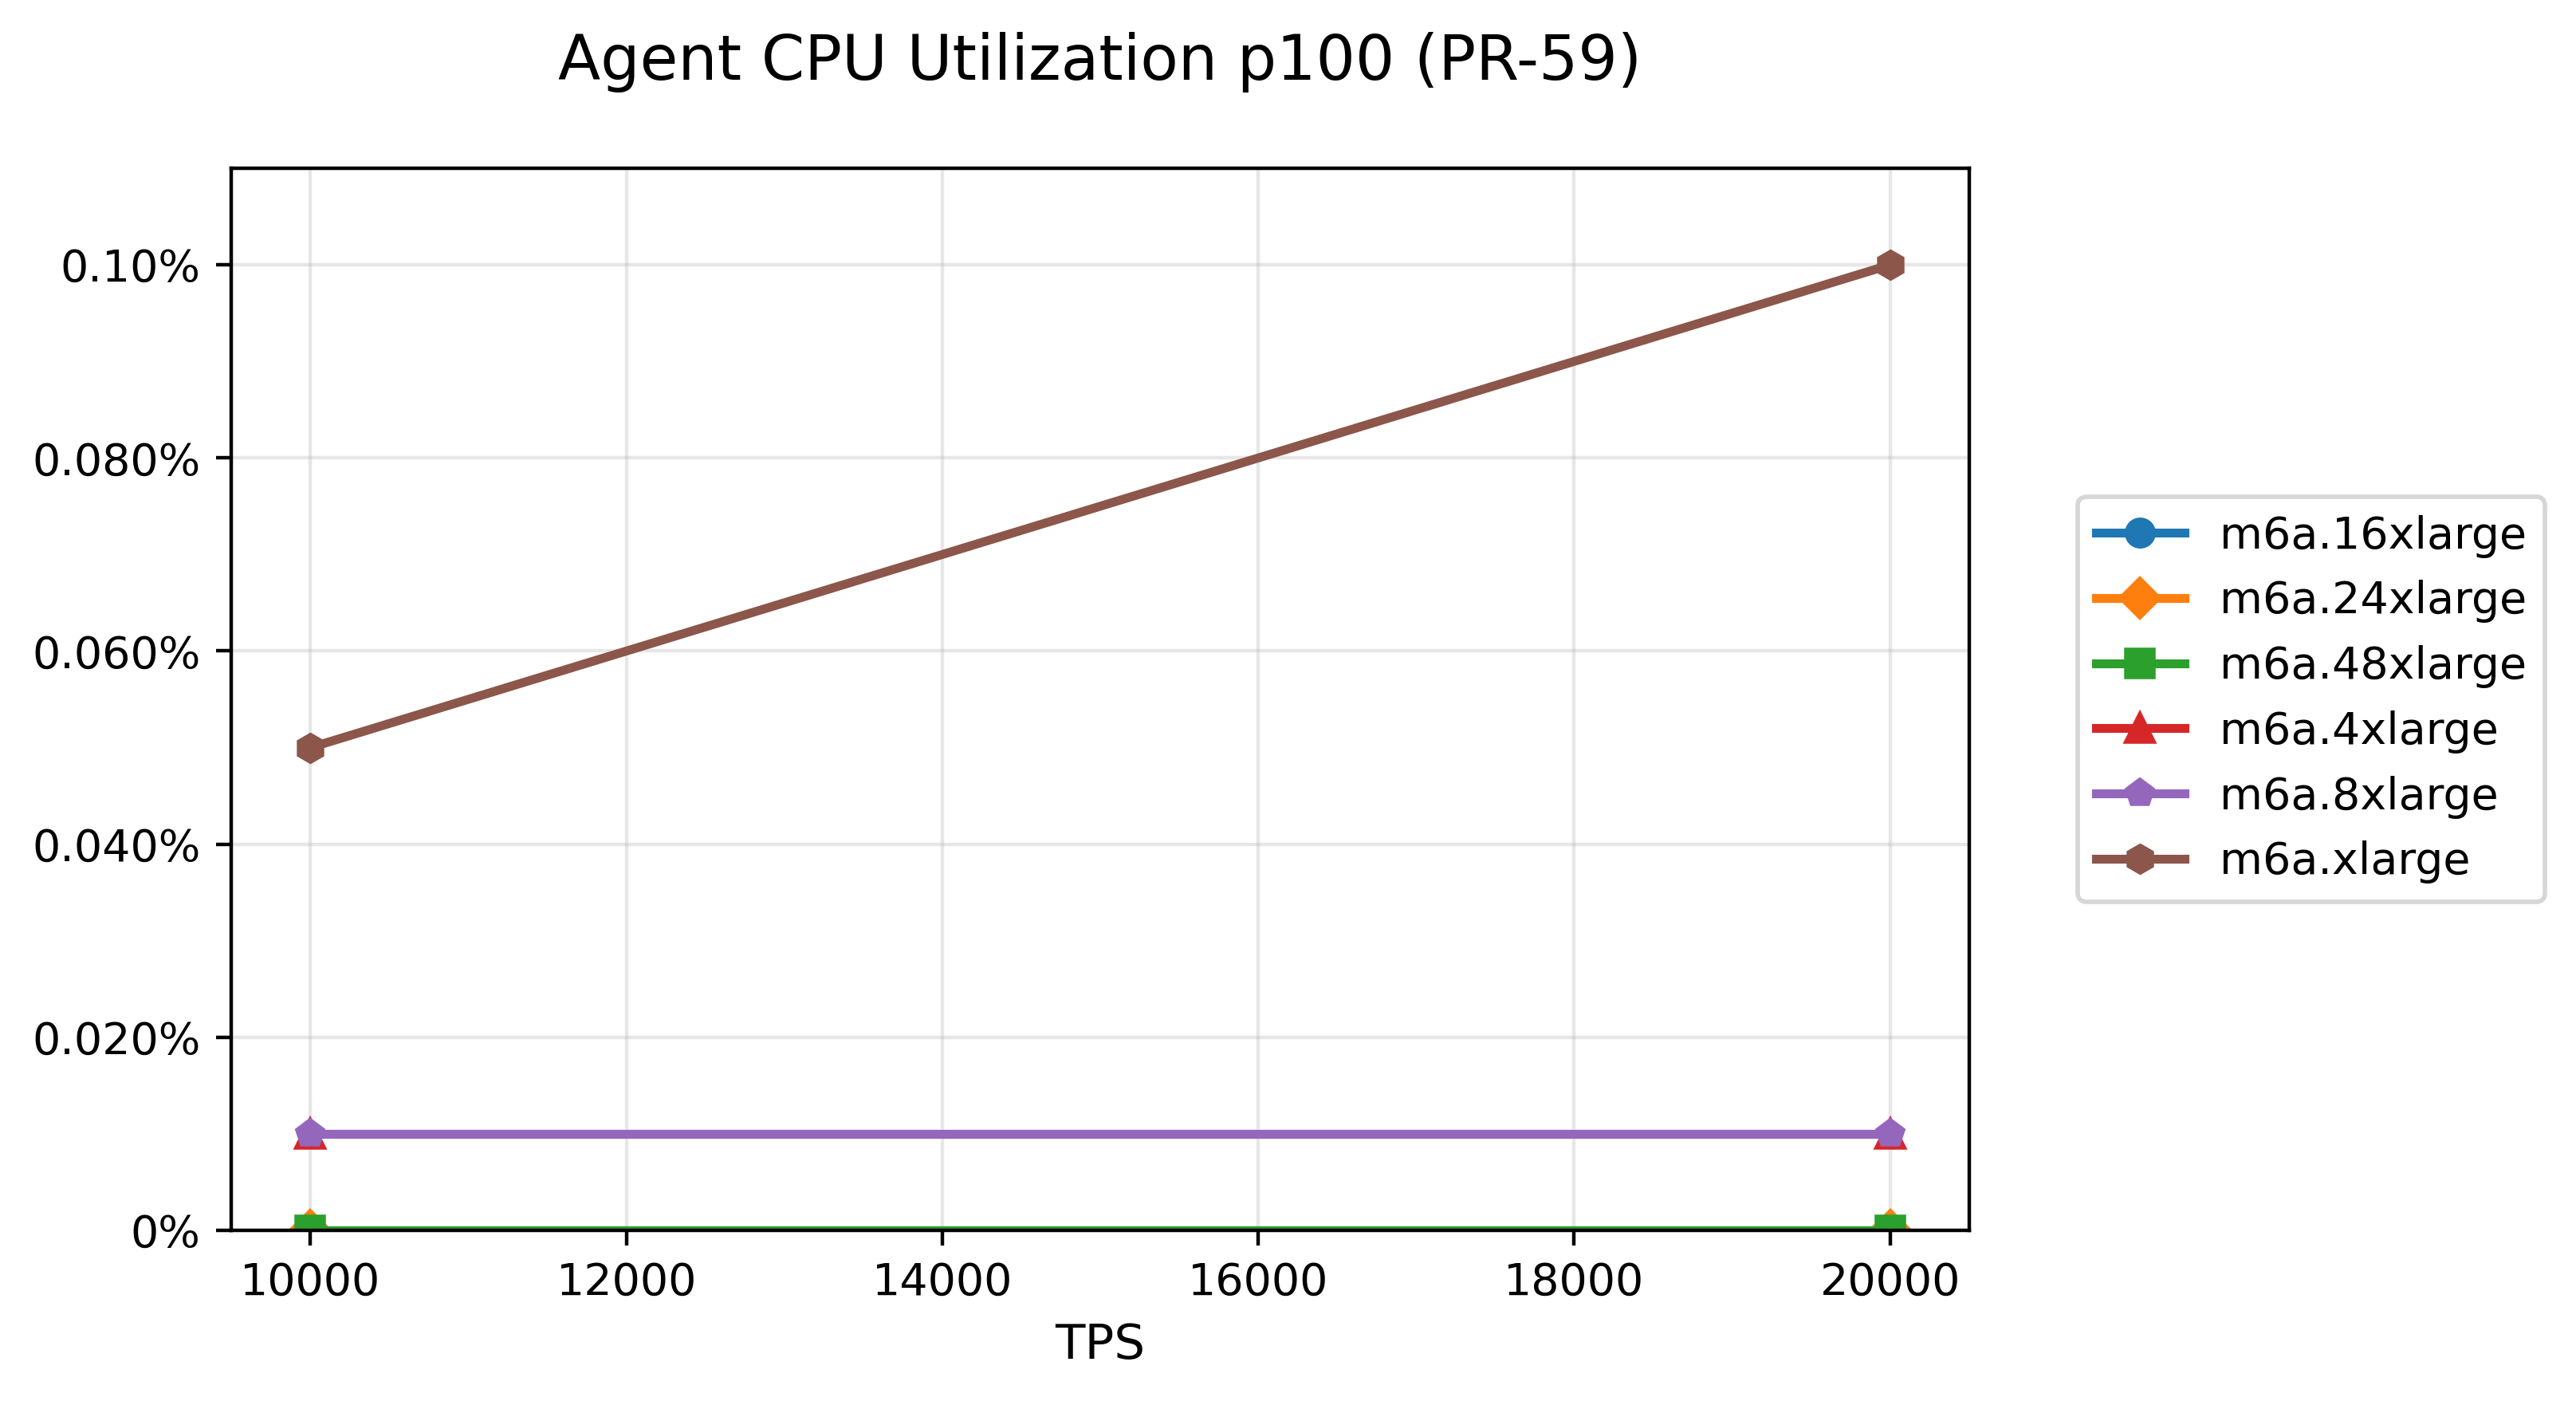 Agent CPU Utilization p100 (PR-59)
0.10%
0.080%
0.060%
0.040%
0.020%
0%
10000 12000 14000 16000 18000 20000
TPS
m6a.16xlarge
m6a.24xlarge
m6a.48xlarge
m6a.4xlarge
m6a.8xlarge
m6a.xlarge